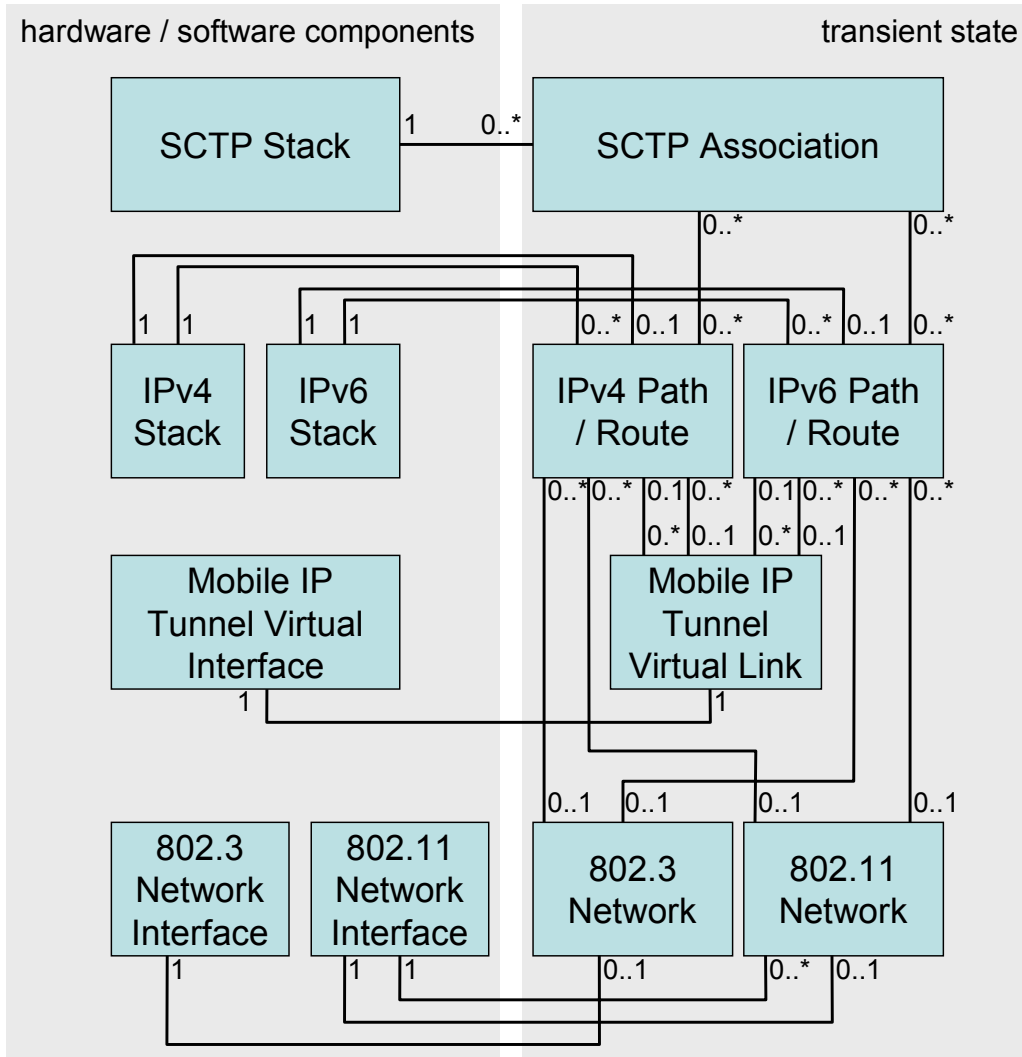 hardware / software components
transient state
SCTP Stack
1
0..*
SCTP Association
0..*
0..*
1
1
1
1
0..*
0..1
0..*
0..*
0..1
0..*
IPv4
Stack
IPv6
Stack
IPv4 Path
/ Route
IPv6 Path
/ Route
0..*
0..*
0.1
0..*
0.1
0..*
0..*
0..*
0.*
0..1
0.*
0..1
Mobile IP
Tunnel Virtual
Interface
Mobile IP
Tunnel
Virtual Link
1
1
0..1
0..1
0..1
0..1
802.3
Network
Interface
802.11
Network
Interface
802.3
Network
802.11
Network
1
1
1
0..1
0..*
0..1